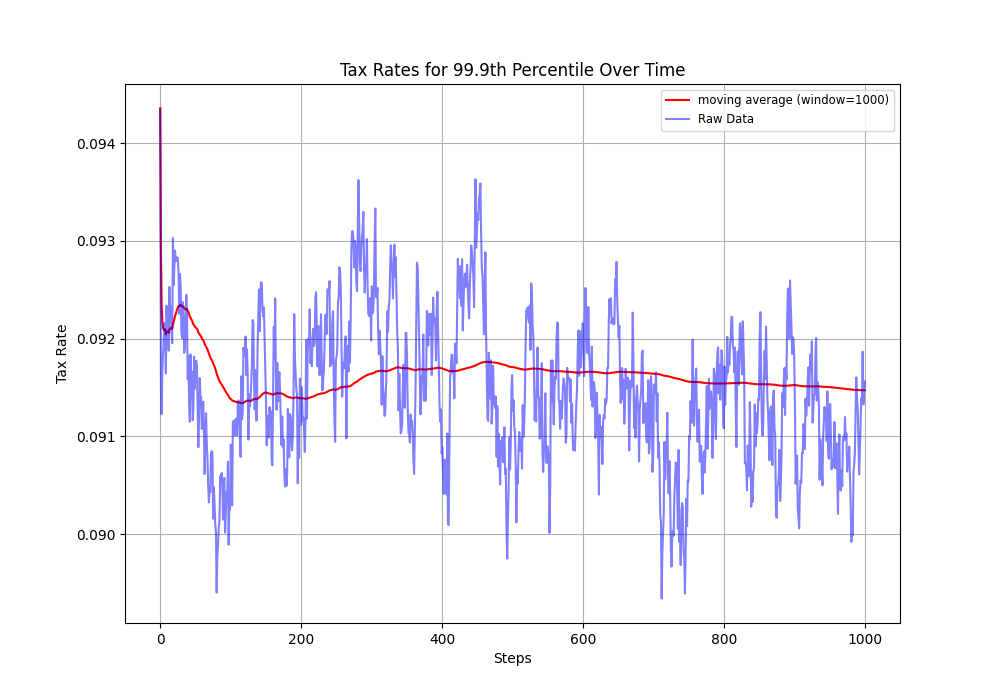 Tax Rates for 99.9th Percentile Over Time
moving average (window=1000)
Raw Data
Tax Rate
0.094
0.093
0.092
0.091
0.090
0 200 400 600 800 1000
Steps